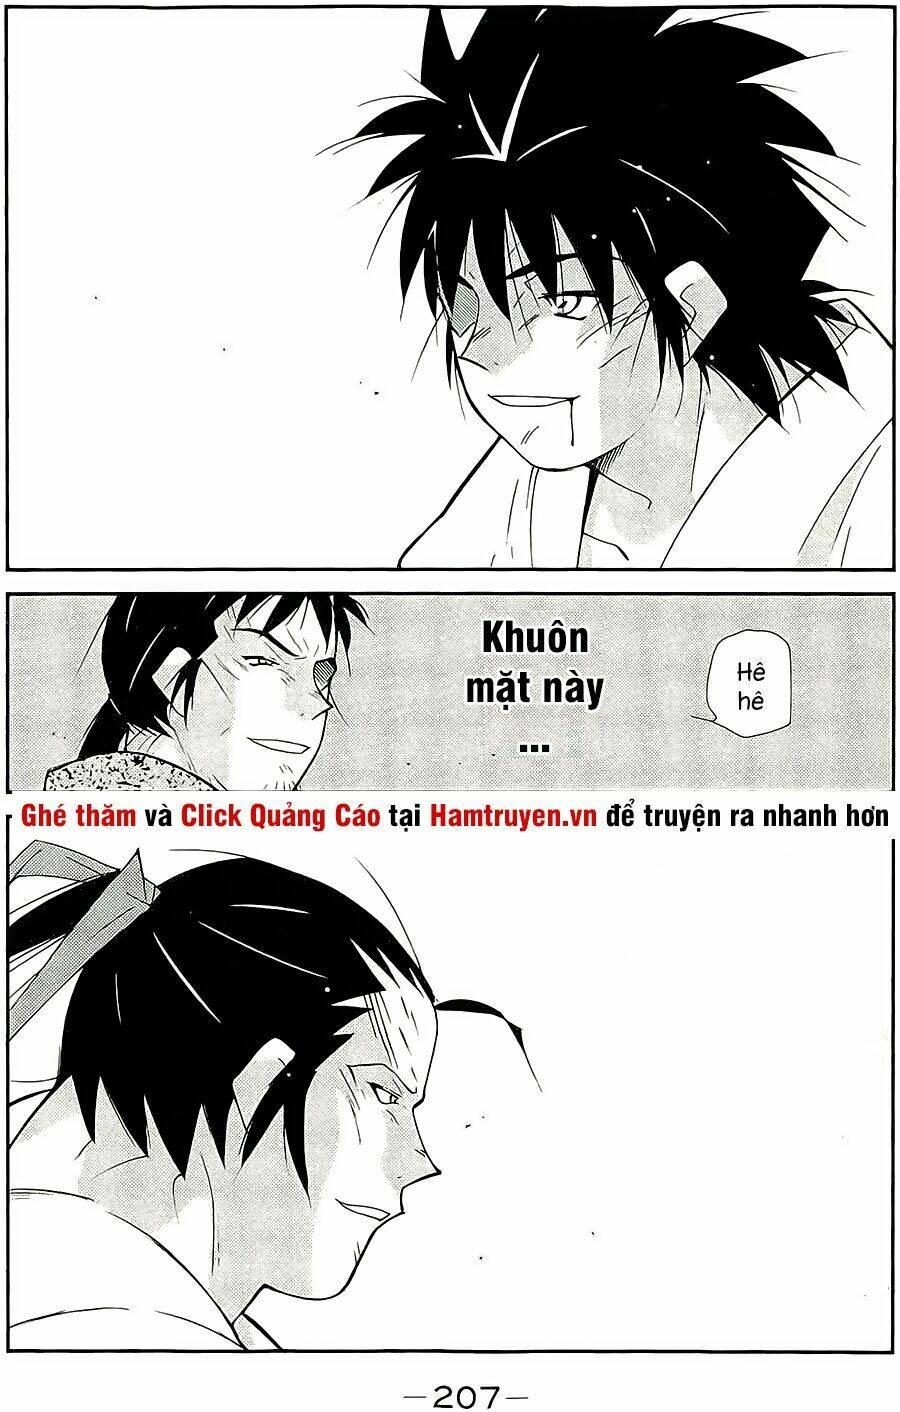 Khuôn
mặt này
...
Hê
hê
Ghé thăm và Click Quảng Cáo tại Hamtruyen.vn để truyện ra nhanh hơn
－207－